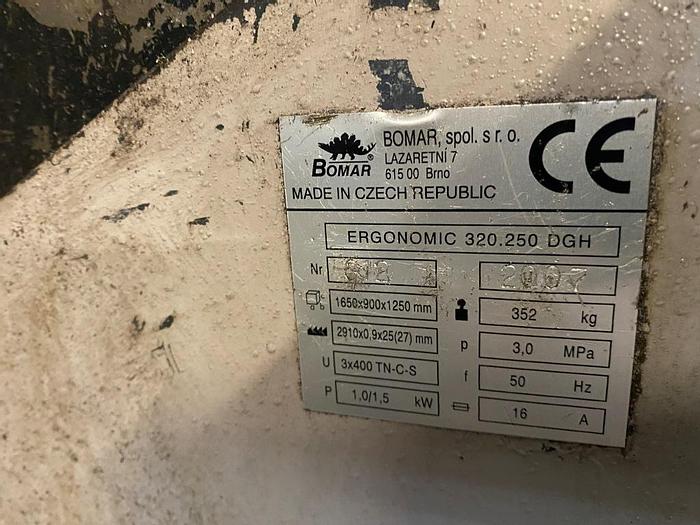 BOMAR®
BOMAR, spol. s r. o.
LAZARETNÍ 7
615 00 Brno
CE
MADE IN CZECH REPUBLIC
ERGONOMIC 320.250 DGH
Nr 2007
1650x900x1250 mm 352 kg
2910x0,9x25(27) mm p 3,0 MPa
U 3x400 TN-C-S f 50 Hz
P 1,0/1,5 kW 16 A